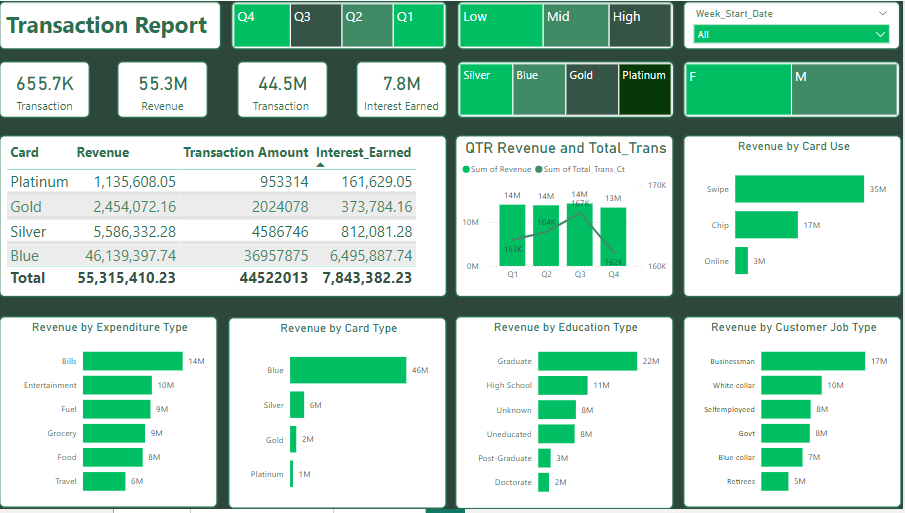 Transaction Report
Q4 Q3 Q2 Q1
Low Mid High
Week_Start_Date
All
655.7K
Transaction
55.3M
Revenue
44.5M
Transaction
7.8M
Interest Earned
Silver Blue Gold Platinum
F M
Card Revenue Transaction Amount Interest_Earned
Platinum 1,135,608.05 953314 161,629.05
Gold 2,454,072.16 2024078 373,784.16
Silver 5,586,332.28 4586746 812,081.28
Blue 46,139,397.74 36957875 6,495,887.74
Total 55,315,410.23 44522013 7,843,382.23
QTR Revenue and Total_Trans
Sum of Revenue Sum of Total_Trans_Ct
170K
14M 14M 14M 13M
167K
10M
164K
163K
162K
0M 160K
Q1 Q2 Q3 Q4
Revenue by Card Use
Swipe 35M
Chip 17M
Online 3M
Revenue by Expenditure Type
Bills 14M
Entertainment 10M
Fuel 9M
Grocery 9M
Food 8M
Travel 6M
Revenue by Card Type
Blue 46M
Silver 6M
Gold 2M
Platinum 1M
Revenue by Education Type
Graduate 22M
High School 11M
Unknown 8M
Uneducated 8M
Post-Graduate 3M
Doctorate 2M
Revenue by Customer Job Type
Businessman 17M
White collar 10M
Selfemployeed 8M
Govt 8M
Blue collar 7M
Retirees 5M